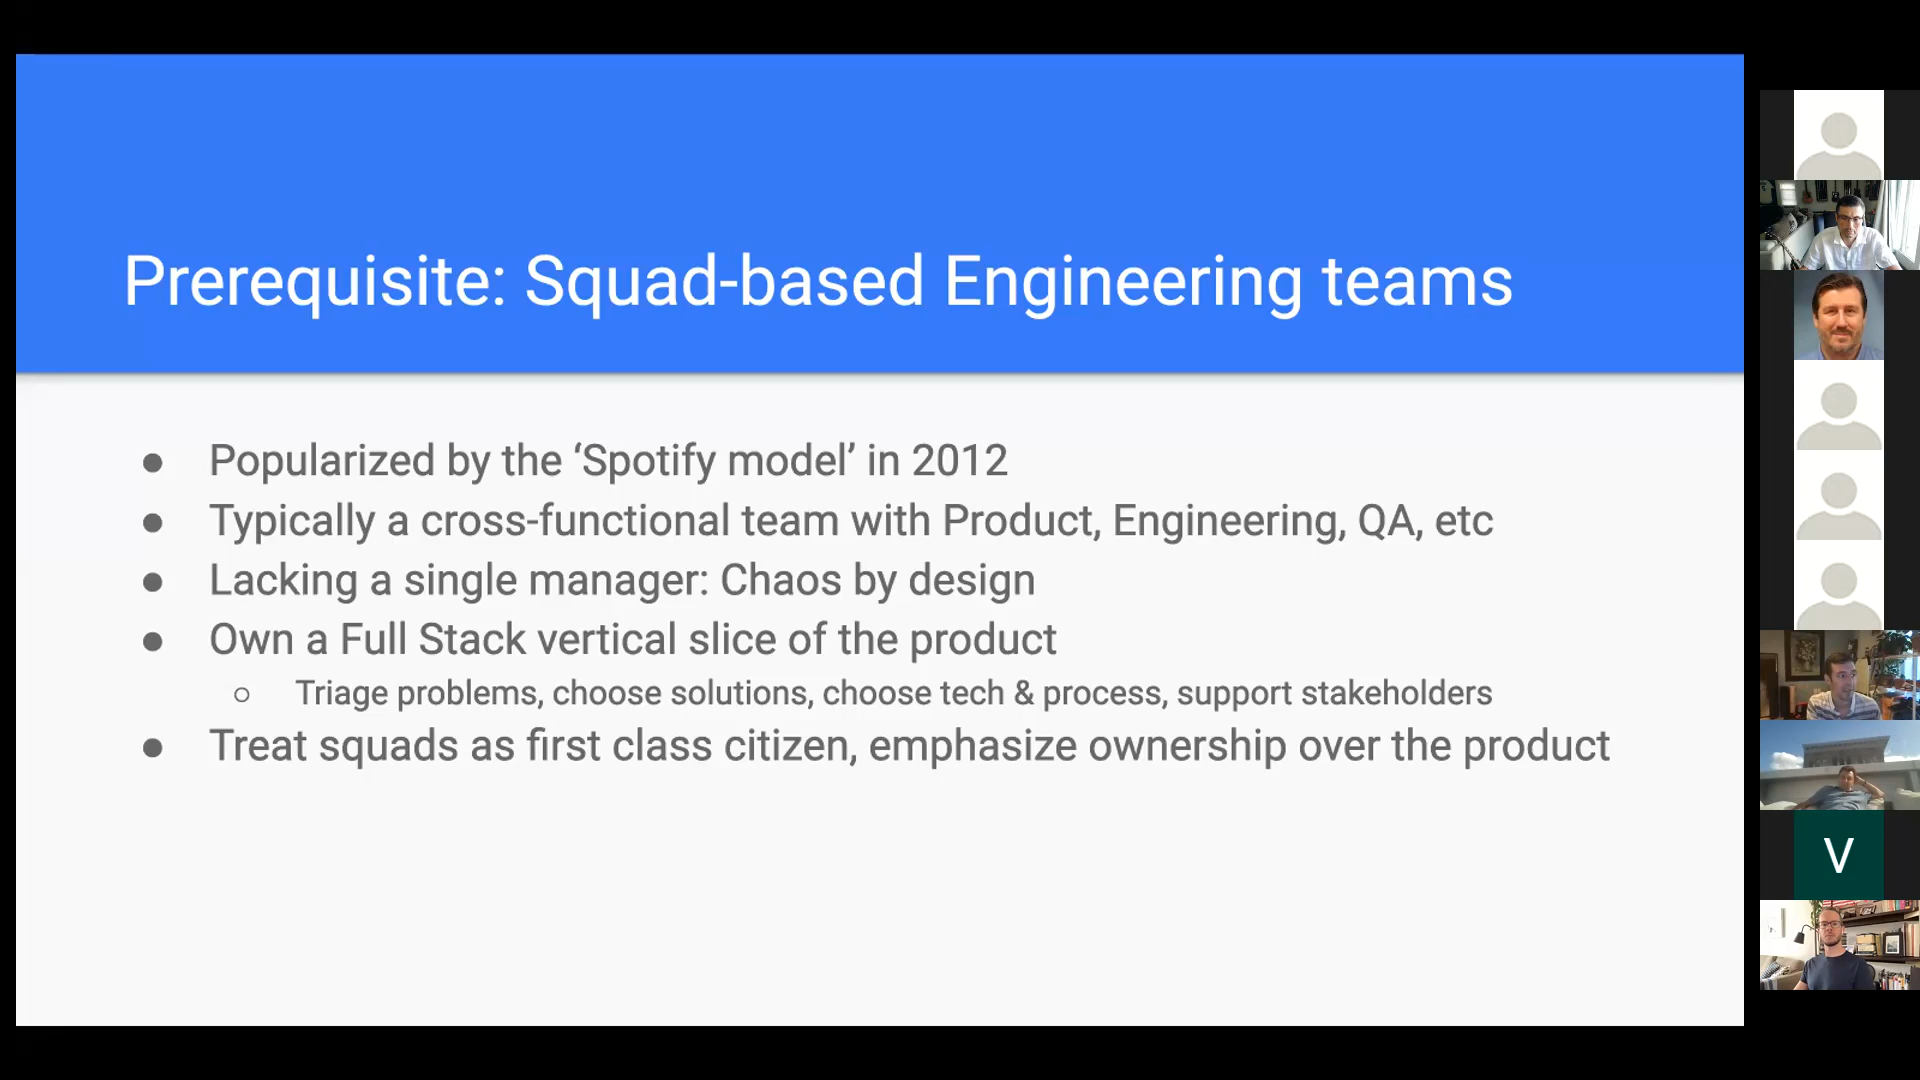 Prerequisite: Squad-based Engineering teams
● Popularized by the ‘Spotify model’ in 2012
● Typically a cross-functional team with Product, Engineering, QA, etc
● Lacking a single manager: Chaos by design
● Own a Full Stack vertical slice of the product
○ Triage problems, choose solutions, choose tech & process, support stakeholders
● Treat squads as first class citizen, emphasize ownership over the product
V